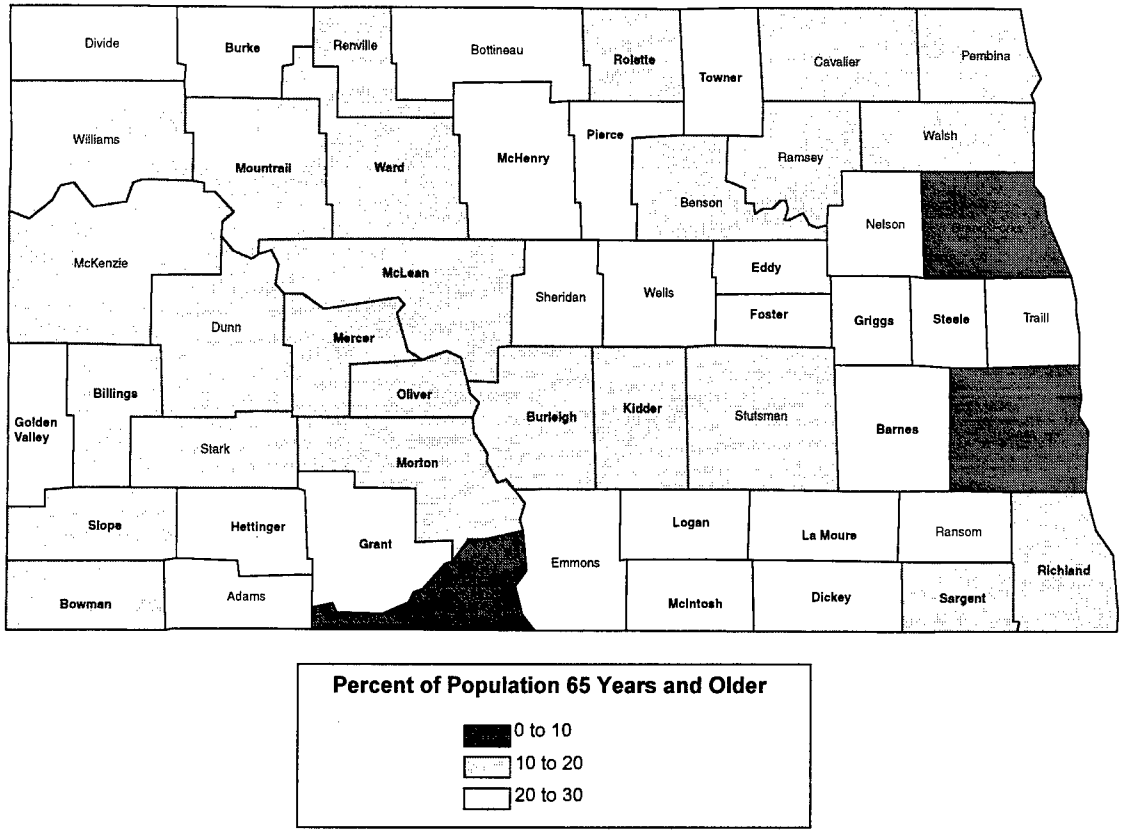 Divide
Burke
Renville
Bottineau
Rolette
Towner
Cavalier
Pembina
Williams
Mountrail
Ward
McHenry
Pierce
Benson
Ramsey
Walsh
Nelson
McKenzie
Dunn
McLean
Mercer
Oliver
Sheridan
Wells
Eddy
Foster
Griggs
Steele
Traill
Golden
Valley
Billings
Stark
Morton
Burleigh
Kidder
Stutsman
Barnes
Slope
Hettinger
Grant
Emmons
Logan
La Moure
Ransom
Richland
Bowman
Adams
McIntosh
Dickey
Sargent
Percent of Population 65 Years and Older
0 to 10
10 to 20
20 to 30